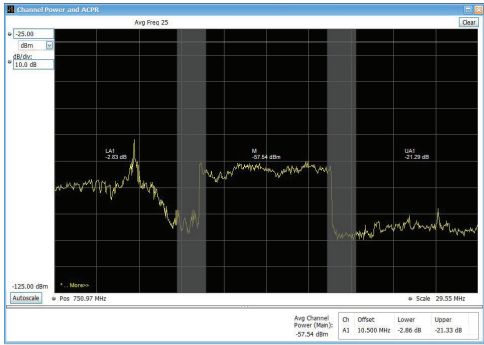 Channel Power and ACPR
Avg Freq 25
Clear
-25.00
dBm
dB/div:
10.0 dB
LA1
-2.83 dB
M
-57.54 dBm
UA1
-21.29 dB
-125.00 dBm
* ... More>>
Autoscale
Pos 750.97 MHz
Scale 29.55 MHz
Avg Channel
Power (Main):
-57.54 dBm
Ch Offset Lower Upper
A1 10.500 MHz -2.86 dB -21.33 dB